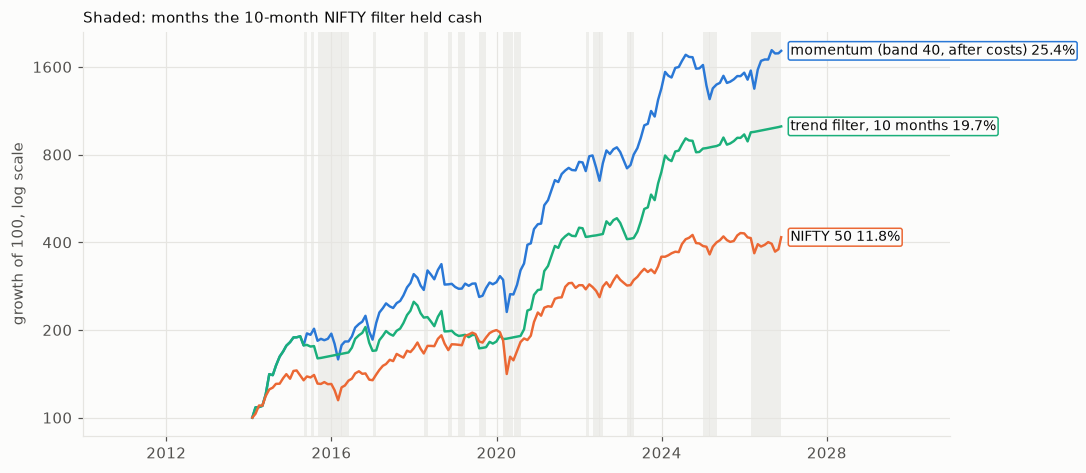 Shaded: months the 10-month NIFTY filter held cash
growth of 100, log scale
1600
800
400
200
100
momentum (band 40, after costs) 25.4%
trend filter, 10 months 19.7%
NIFTY 50 11.8%
2012
2016
2020
2024
2028